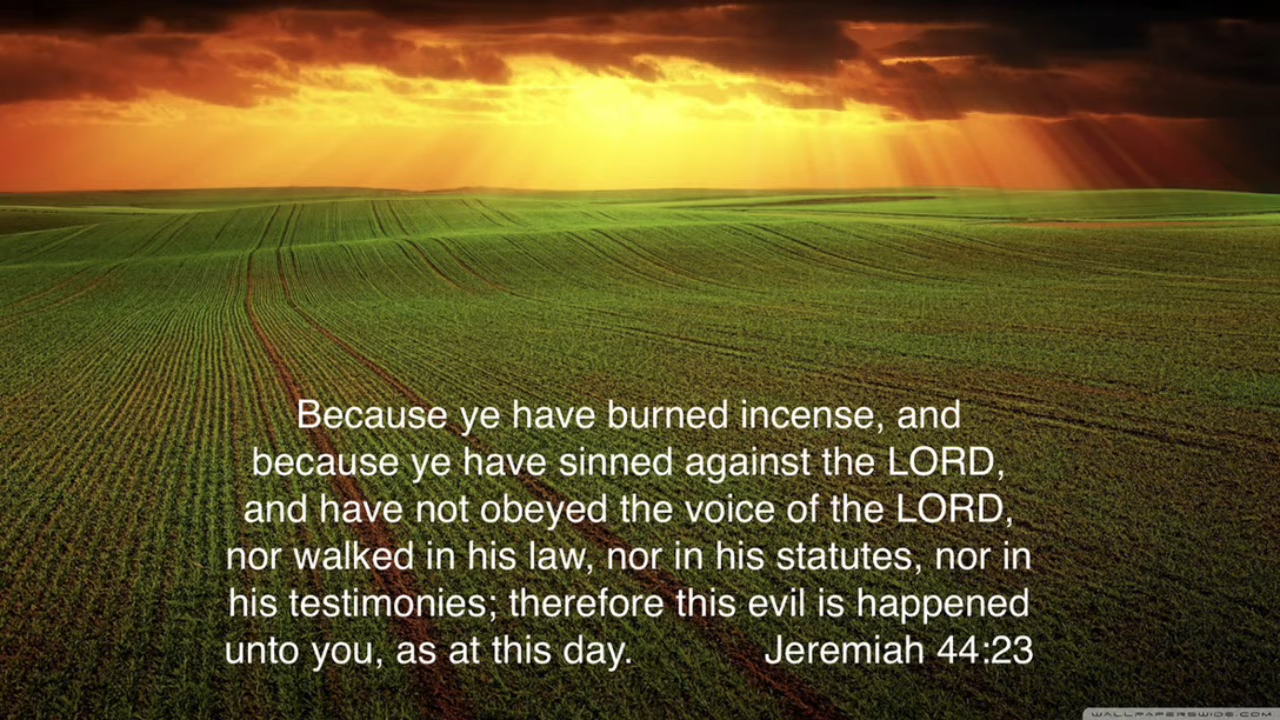 Because ye have burned incense, and
because ye have sinned against the LORD,
and have not obeyed the voice of the LORD,
nor walked in his law, nor in his statutes, nor in
his testimonies; therefore this evil is happened
unto you, as at this day. Jeremiah 44:23
WALLPAPERSWIDE.COM